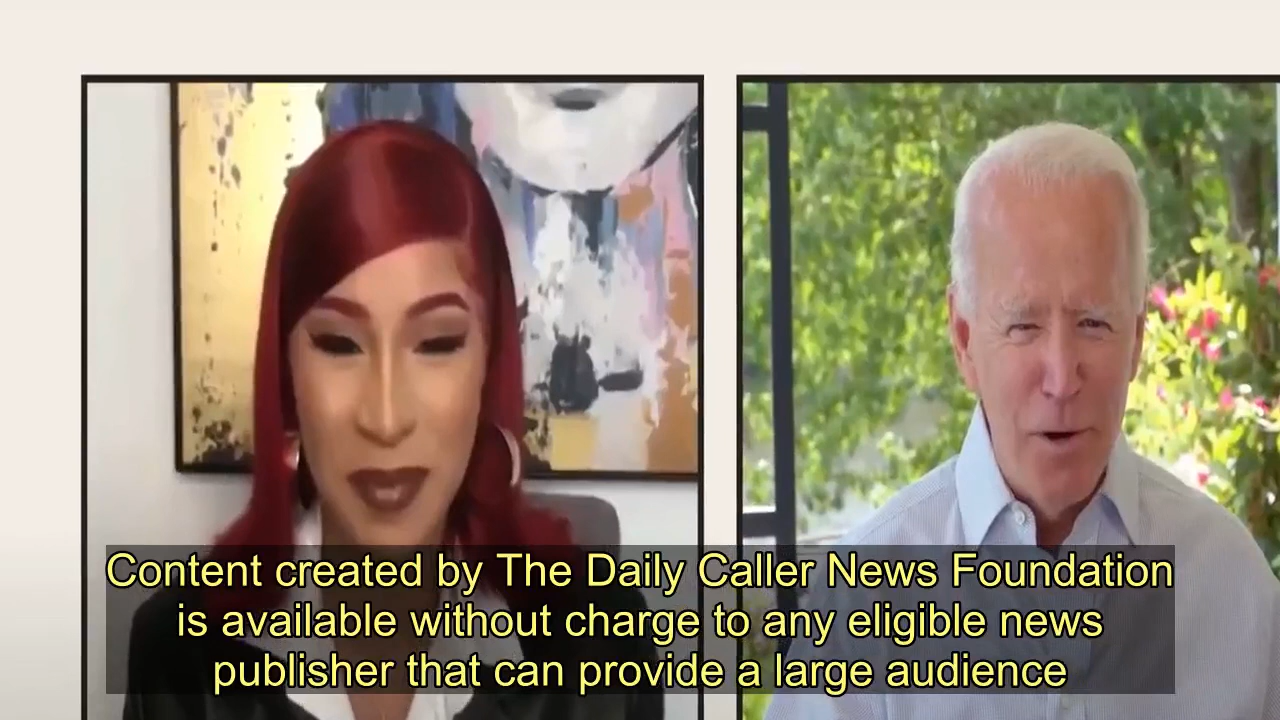 Content created by The Daily Caller News Foundation
is available without charge to any eligible news
publisher that can provide a large audience